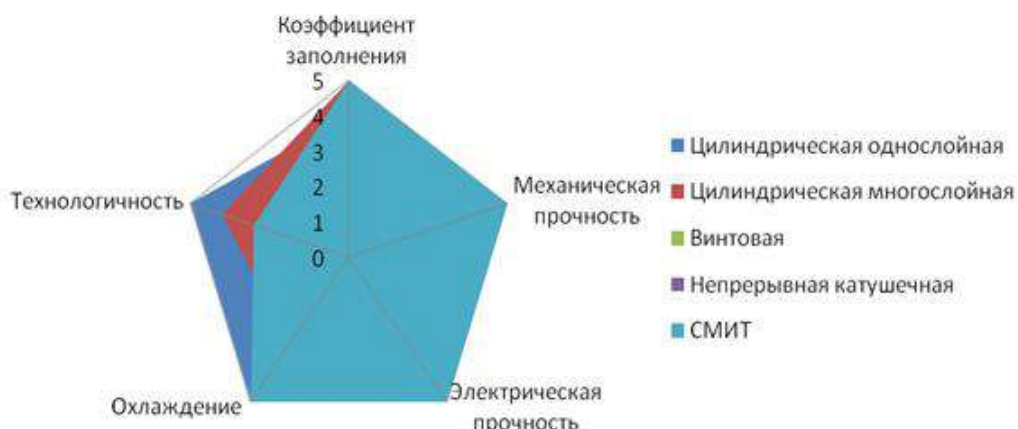 Коэффициент
заполнения
5
4
3
2
1
0
Механическая
прочность
Электрическая
прочность
Охлаждение
Технологичность
Цилиндрическая однослойная
Цилиндрическая многослойная
Винтовая
Непрерывная катушечная
СМИТ